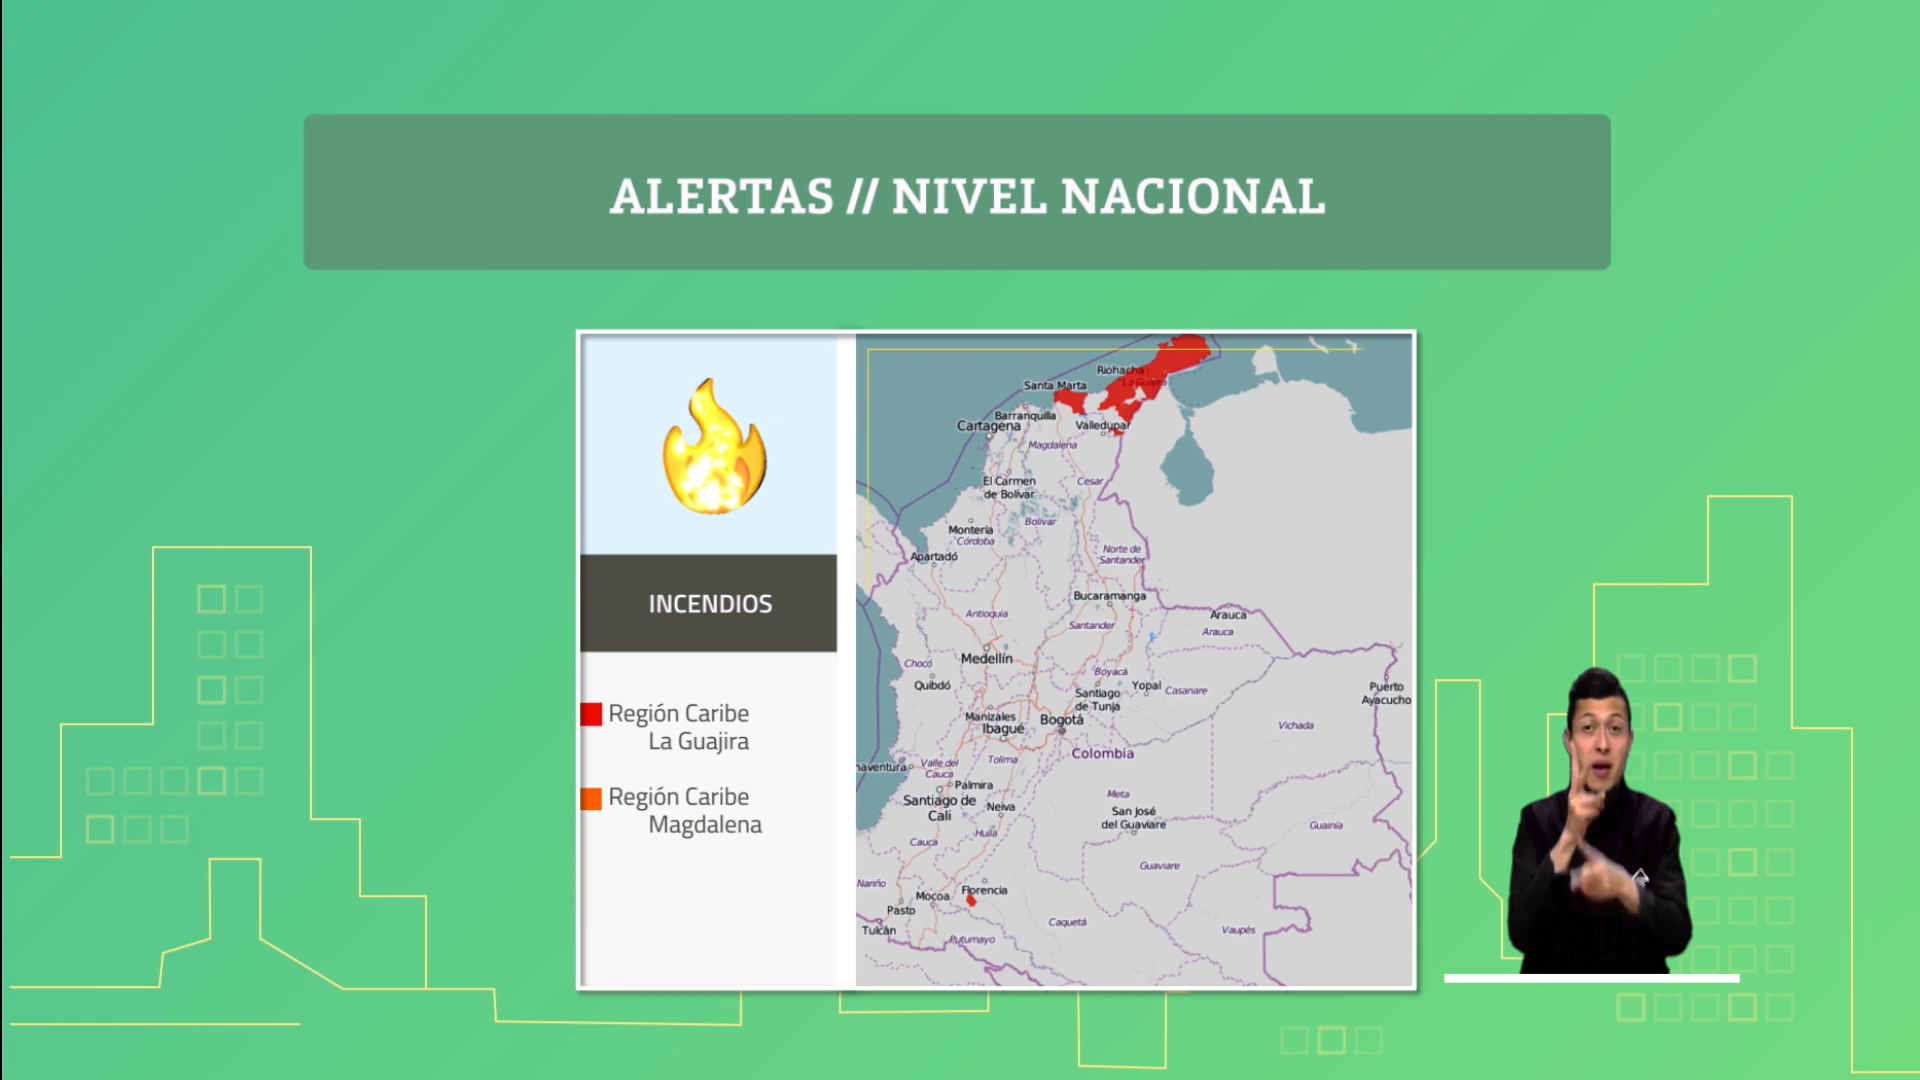 ALERTAS // NIVEL NACIONAL
INCENDIOS
Región Caribe
La Guajira
Región Caribe
Magdalena
Riohacha
La Guajira
Santa Marta
Barranquilla
Cartagena
Valledupar
Magdalena
El Carmen
de Bolívar
Cesar
Bolívar
Montería
Córdoba
Apartadó
Norte de
Santander
Bucaramanga
Arauca
Arauca
Antioquia
Santander
Medellín
Chocó
Quibdó
Boyacá
Yopal
Casanare
Santiago
de Tunja
Puerto
Ayacucho
Manizales
Ibagué
Bogotá
Vichada
Colombia
Tolima
Valle del
Cauca
naventura
Palmira
Santiago de
Cali
Neiva
Meta
San José
del Guaviare
Guainía
Huila
Cauca
Guaviare
Nariño
Florencia
Mocoa
Pasto
Caquetá
Tulcán
Putumayo
Vaupés